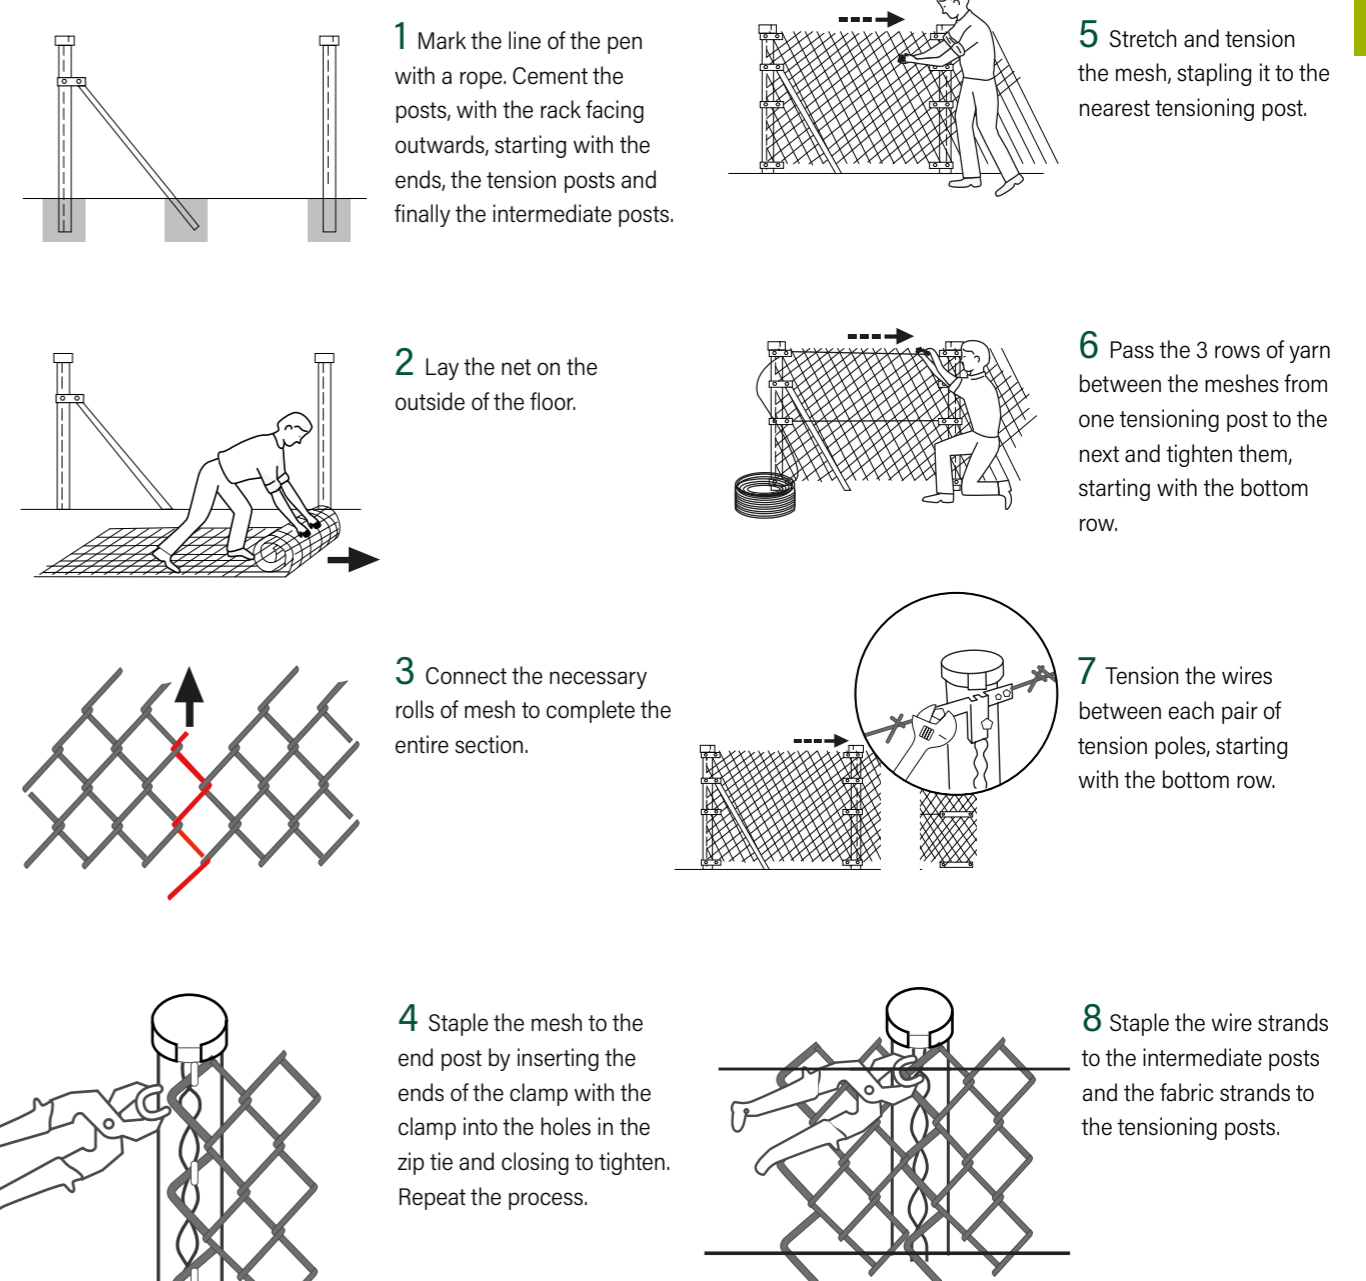 1 Mark the line of the pen
with a rope. Cement the
posts, with the rack facing
outwards, starting with the
ends, the tension posts and
finally the intermediate posts.
2 Lay the net on the
outside of the floor.
3 Connect the necessary
rolls of mesh to complete the
entire section.
4 Staple the mesh to the
end post by inserting the
ends of the clamp with the
clamp into the holes in the
zip tie and closing to tighten.
Repeat the process.
5 Stretch and tension
the mesh, stapling it to the
nearest tensioning post.
6 Pass the 3 rows of yarn
between the meshes from
one tensioning post to the
next and tighten them,
starting with the bottom
row.
7 Tension the wires
between each pair of
tension poles, starting
with the bottom row.
8 Staple the wire strands
to the intermediate posts
and the fabric strands to
the tensioning posts.